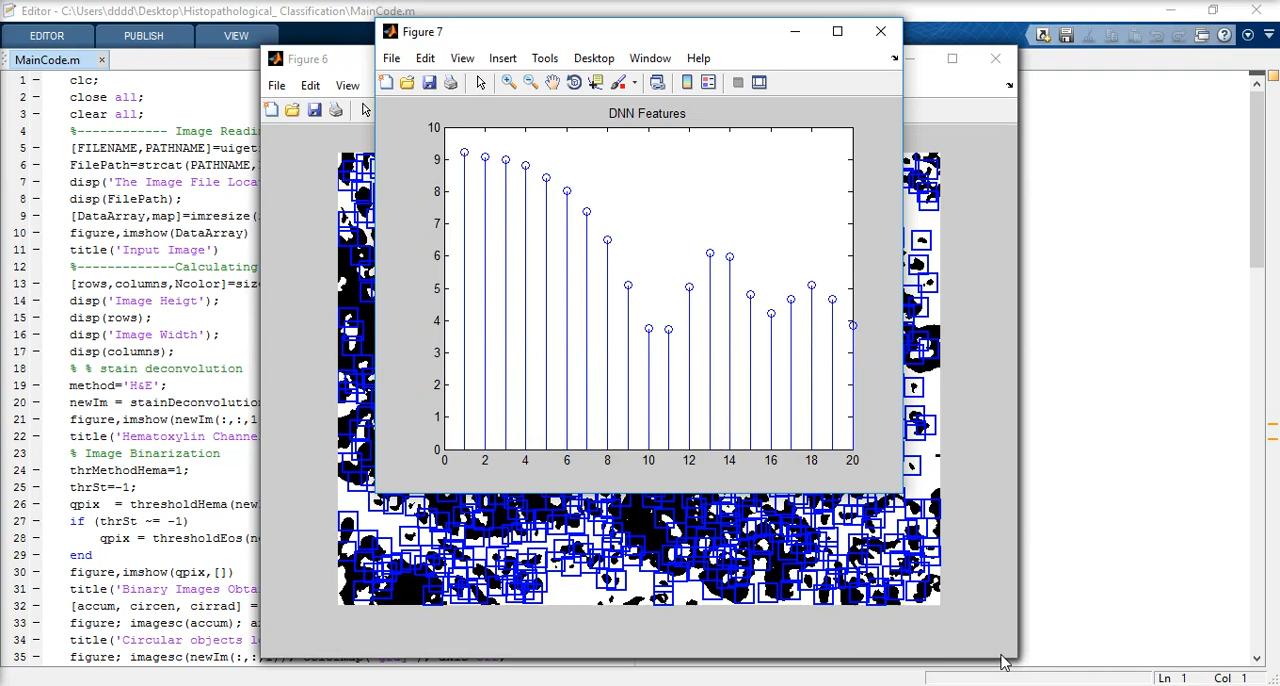 Editor - C:\Users\dddd\Desktop\Histopathological_ Classification\MainCode.m
EDITOR PUBLISH VIEW
MainCode.m ×
Figure 6
File Edit View
Figure 7
File Edit View Insert Tools Desktop Window Help
DNN Features
10
9
8
7
6
5
4
3
2
1
0
0 2 4 6 8 10 12 14 16 18 20
1 clc;
2 close all;
3 clear all;
4 %------------ Image Readi
5 [FILENAME,PATHNAME]=uiget
6 FilePath=strcat(PATHNAME,
7 disp('The Image File Loca
8 disp(FilePath);
9 [DataArray,map]=imresize(
10 figure,imshow(DataArray)
11 title('Input Image')
12 %-------------Calculating
13 [rows,columns,Ncolor]=siz
14 disp('Image Heigt');
15 disp(rows);
16 disp('Image Width');
17 disp(columns);
18 % % stain deconvolution
19 method='H&E';
20 newIm = stainDeconvolution
21 figure,imshow(newIm(:,:,1
22 title('Hematoxylin Channe
23 % Image Binarization
24 thrMethodHema=1;
25 thrSt=-1;
26 qpix = thresholdHema(new
27 if (thrSt ~= -1)
28 qpix = thresholdEos(n
29 end
30 figure,imshow(qpix,[])
31 title('Binary Images Obta
32 [accum, circen, cirrad] =
33 figure; imagesc(accum); a
34 title('Circular objects l
35 figure; imagesc(newIm(:,:,1));
Ln 1 Col 1